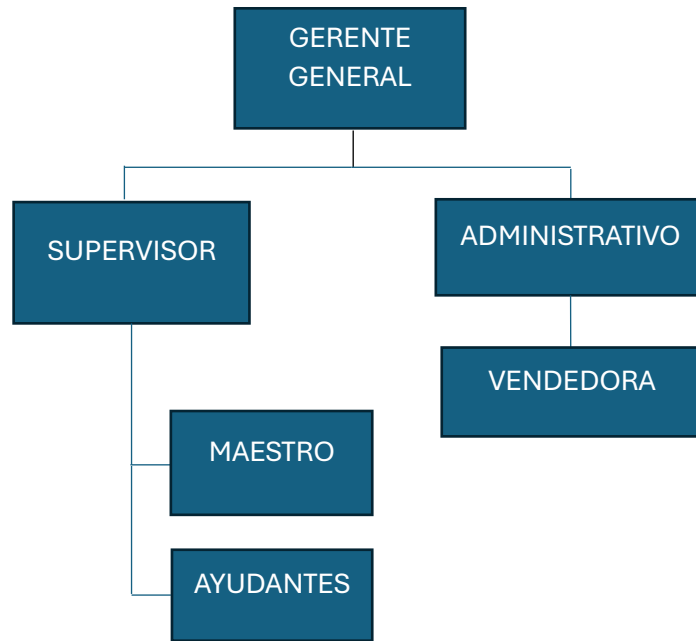 GERENTE
GENERAL
SUPERVISOR
ADMINISTRATIVO
VENDEDORA
MAESTRO
AYUDANTES